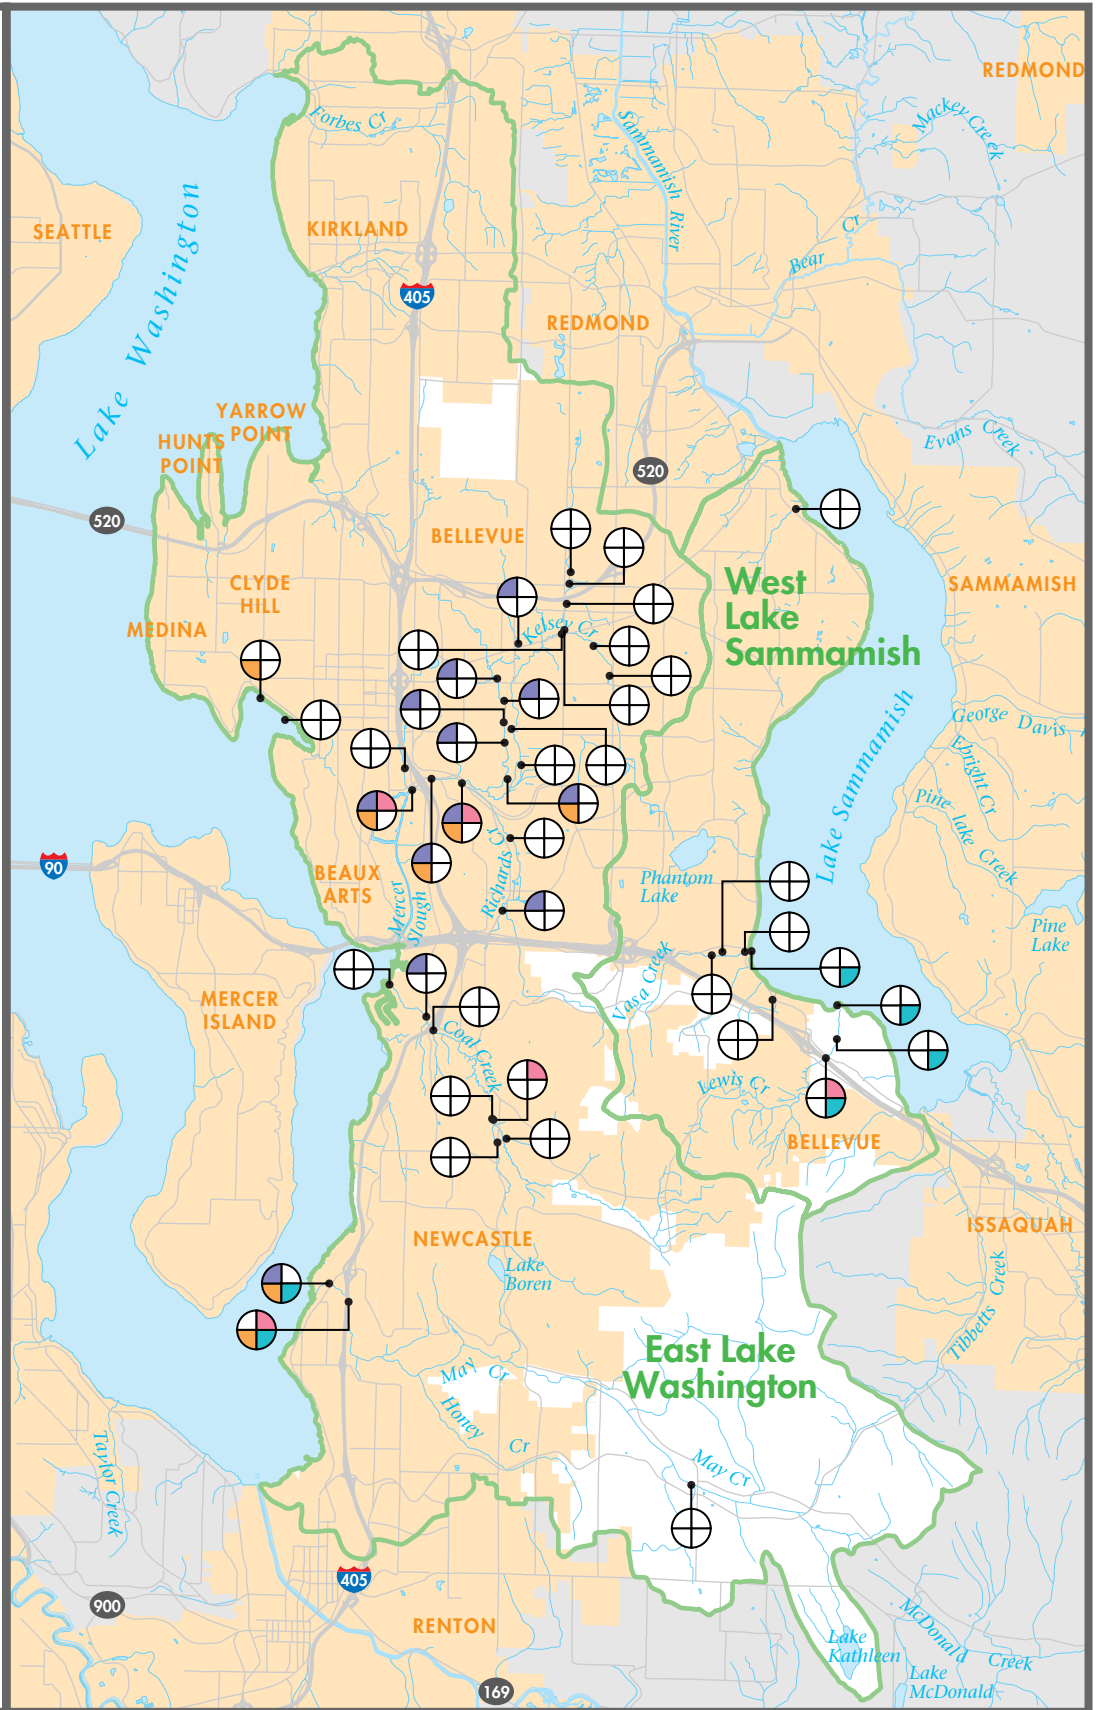 REDMOND
Mackey Creek
Forbes Cr
Sammamish River
SEATTLE
Lake Washington
KIRKLAND
Bear Cr
405
REDMOND
YARROW
POINT
HUNTS
POINT
Evans Creek
520
520
BELLEVUE
CLYDE
HILL
West
Lake
Sammamish
SAMMAMISH
MEDINA
Kelsey Cr
George Davis
Ebright Cr
Lake Sammamish
Pine lake Creek
90
BEAUX
ARTS
Mercer
Slough
Richards Cr
Phantom
Lake
Pine
Lake
Vasa Creek
MERCER
ISLAND
Coal Creek
Lewis Cr
BELLEVUE
NEWCASTLE
ISSAQUAH
Lake
Boren
Tibbetts Creek
East Lake
Washington
May Cr
Honey Cr
Taylor Creek
May Cr
405
900
RENTON
McDonald Creek
Lake
Kathleen
Lake
McDonald
169